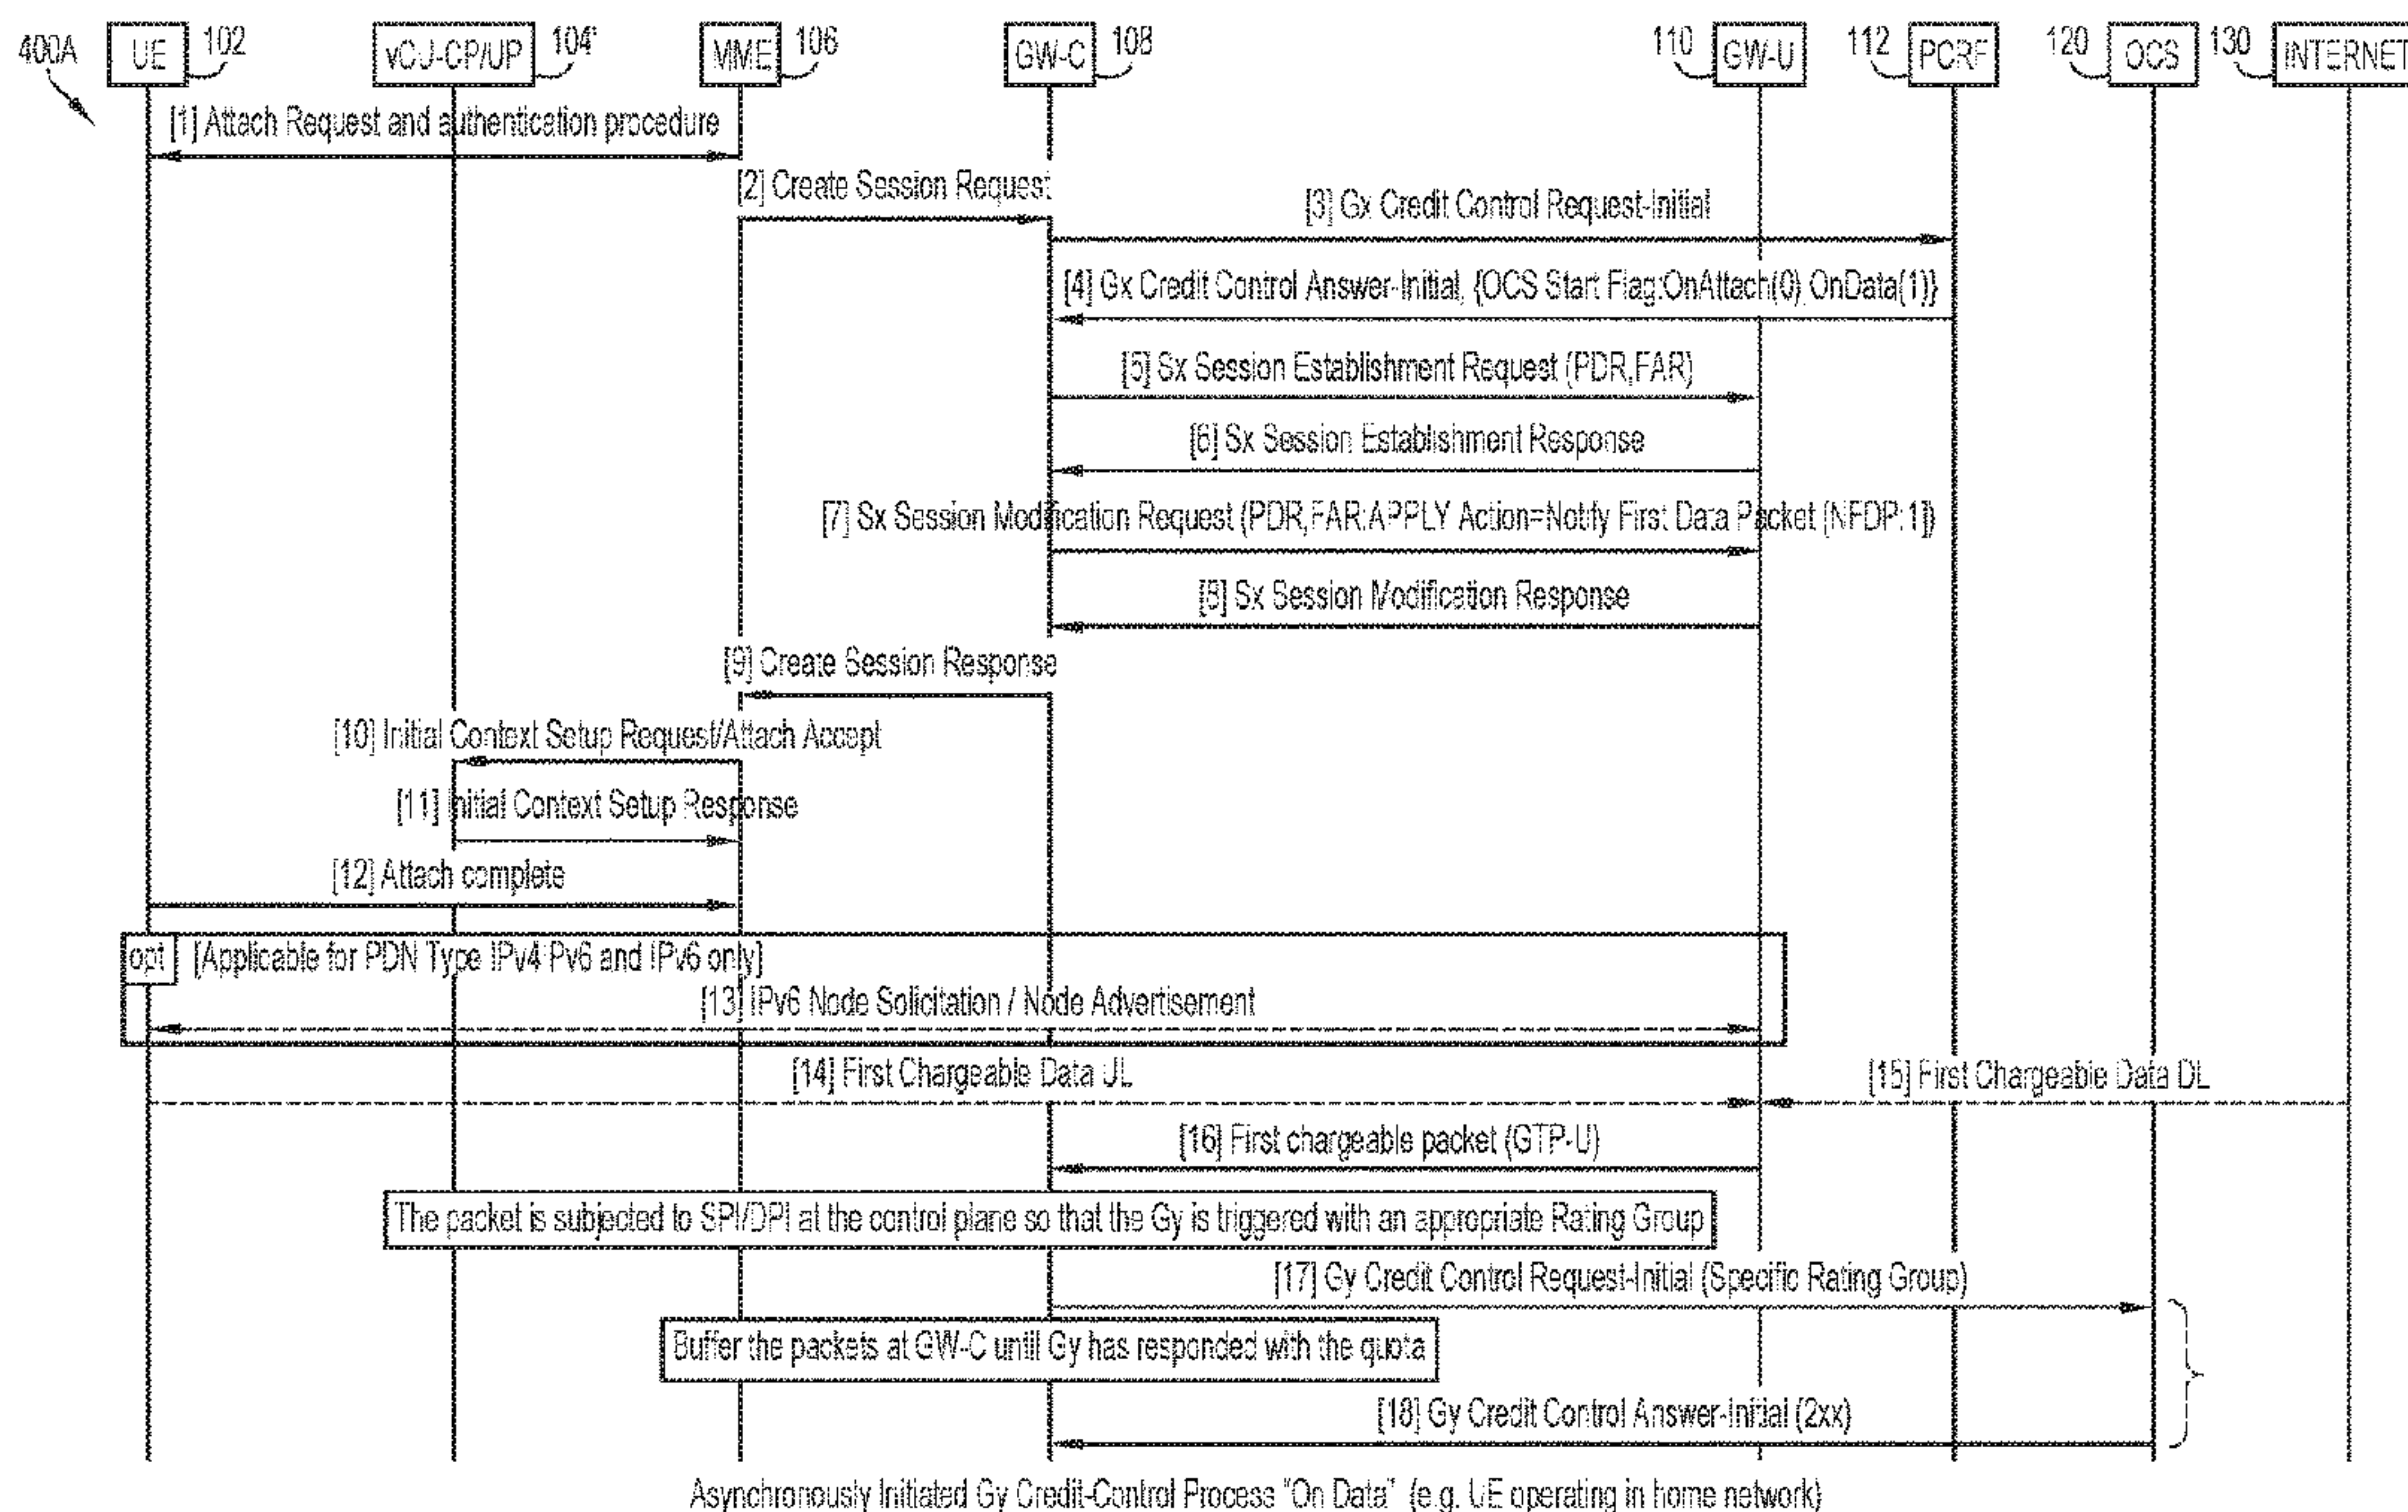 400A
UE 102
vCU-CP/UP 104'
MME 106
GW-C 108
110 GW-U
112 PCRF
120 OCS
130 INTERNET
[1] Attach Request and authentication procedure
[2] Create Session Request
[3] Gx Credit Control Request-Initial
[4] Gx Credit Control Answer-Initial, {OCS Start Flag:OnAttach(0) OnData(1)}
[5] Sx Session Establishment Request (PDR,FAR)
[6] Sx Session Establishment Response
[7] Sx Session Modification Request (PDR,FAR:APPLY Action=Notify First Data Packet [NFDP:1])
[8] Sx Session Modification Response
[9] Create Session Response
[10] Initial Context Setup Request/Attach Accept
[11] Initial Context Setup Response
[12] Attach complete
opt [Applicable for PDN Type IPv4IPv6 and IPv6 only]
[13] IPv6 Node Solicitation / Node Advertisement
[14] First Chargeable Data UL
[15] First Chargeable Data DL
[16] First chargeable packet (GTP-U)
The packet is subjected to SPI/DPI at the control plane so that the Gy is triggered with an appropriate Rating Group
[17] Gy Credit Control Request-Initial (Specific Rating Group)
Buffer the packets at GW-C until Gy has responded with the quota
[18] Gy Credit Control Answer-Initial (2xx)
Asynchronously Initiated Gy Credit-Control Process "On Data" (e.g. UE operating in home network)